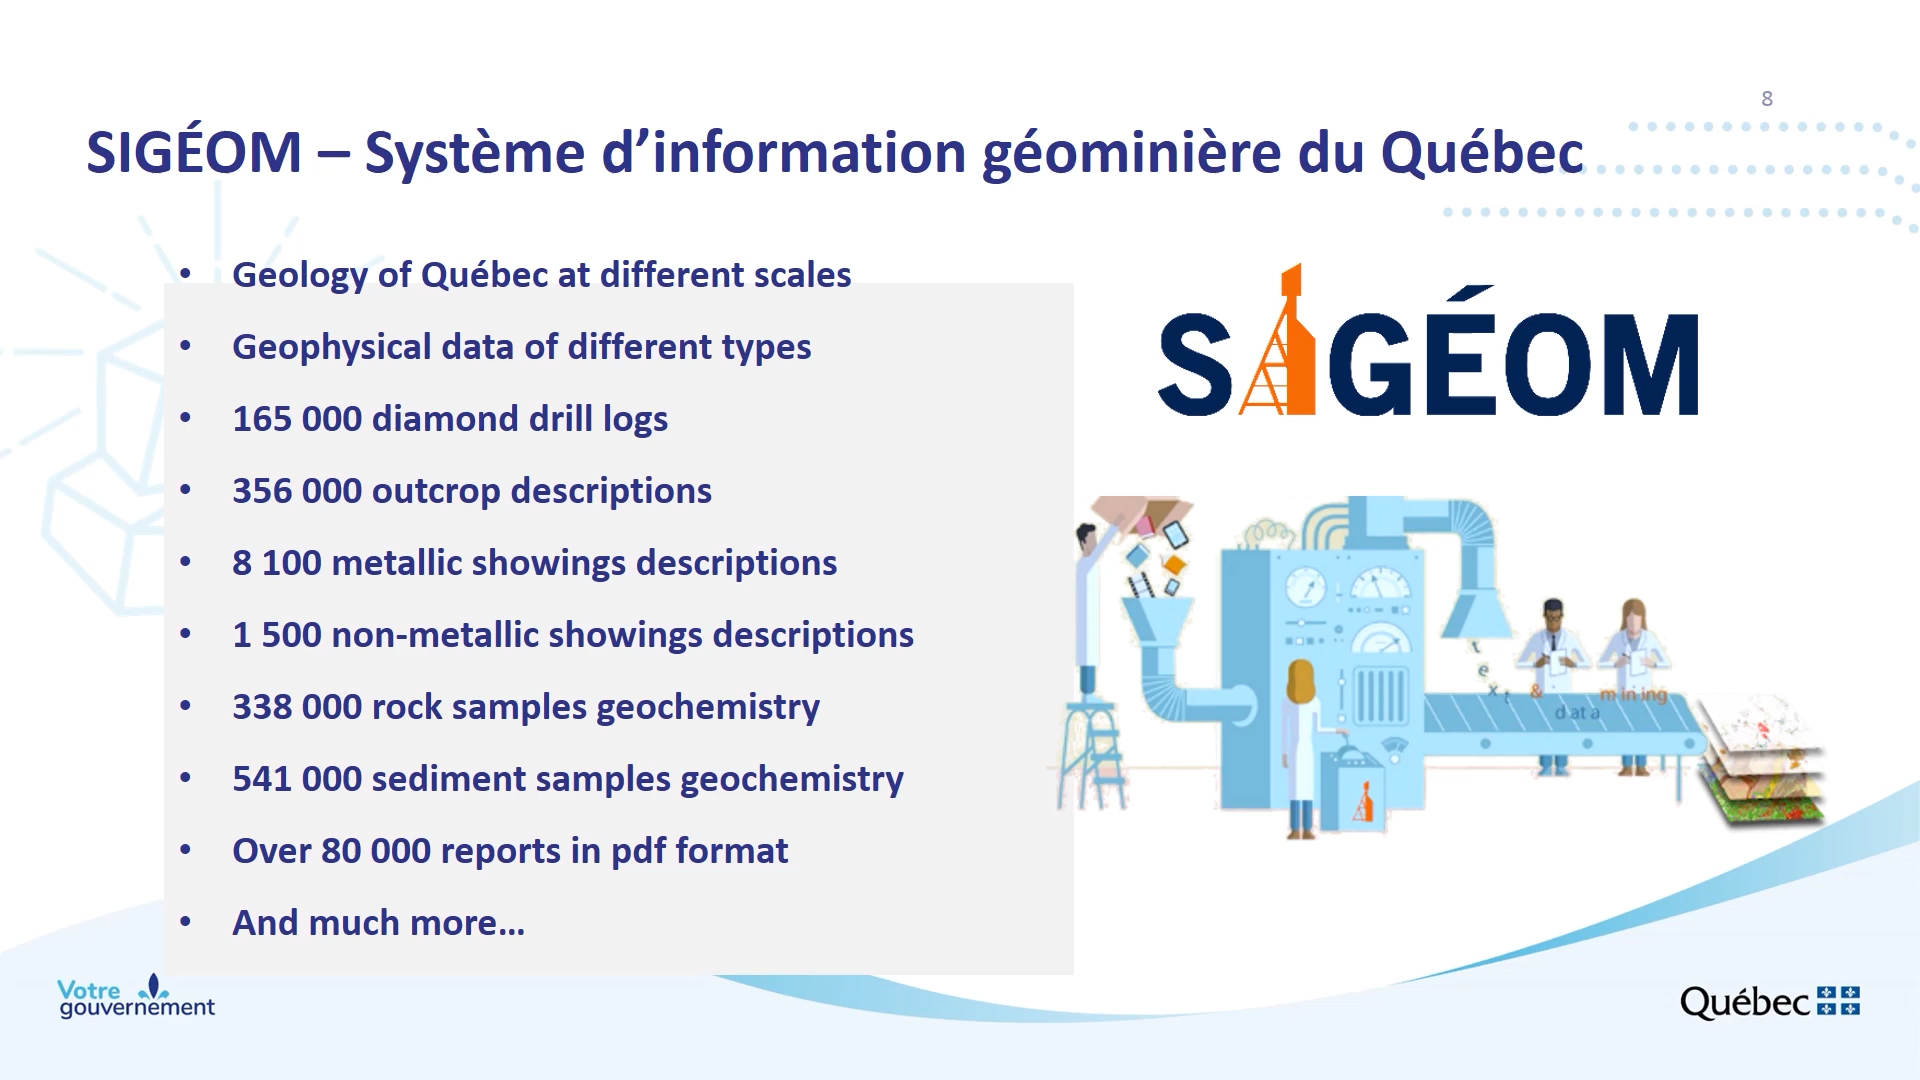 8
SIGÉOM – Système d’information géominière du Québec
• Geology of Québec at different scales
• Geophysical data of different types
• 165 000 diamond drill logs
• 356 000 outcrop descriptions
• 8 100 metallic showings descriptions
• 1 500 non-metallic showings descriptions
• 338 000 rock samples geochemistry
• 541 000 sediment samples geochemistry
• Over 80 000 reports in pdf format
• And much more…
SIGÉOM
text & mining
data
Votre
gouvernement
Québec